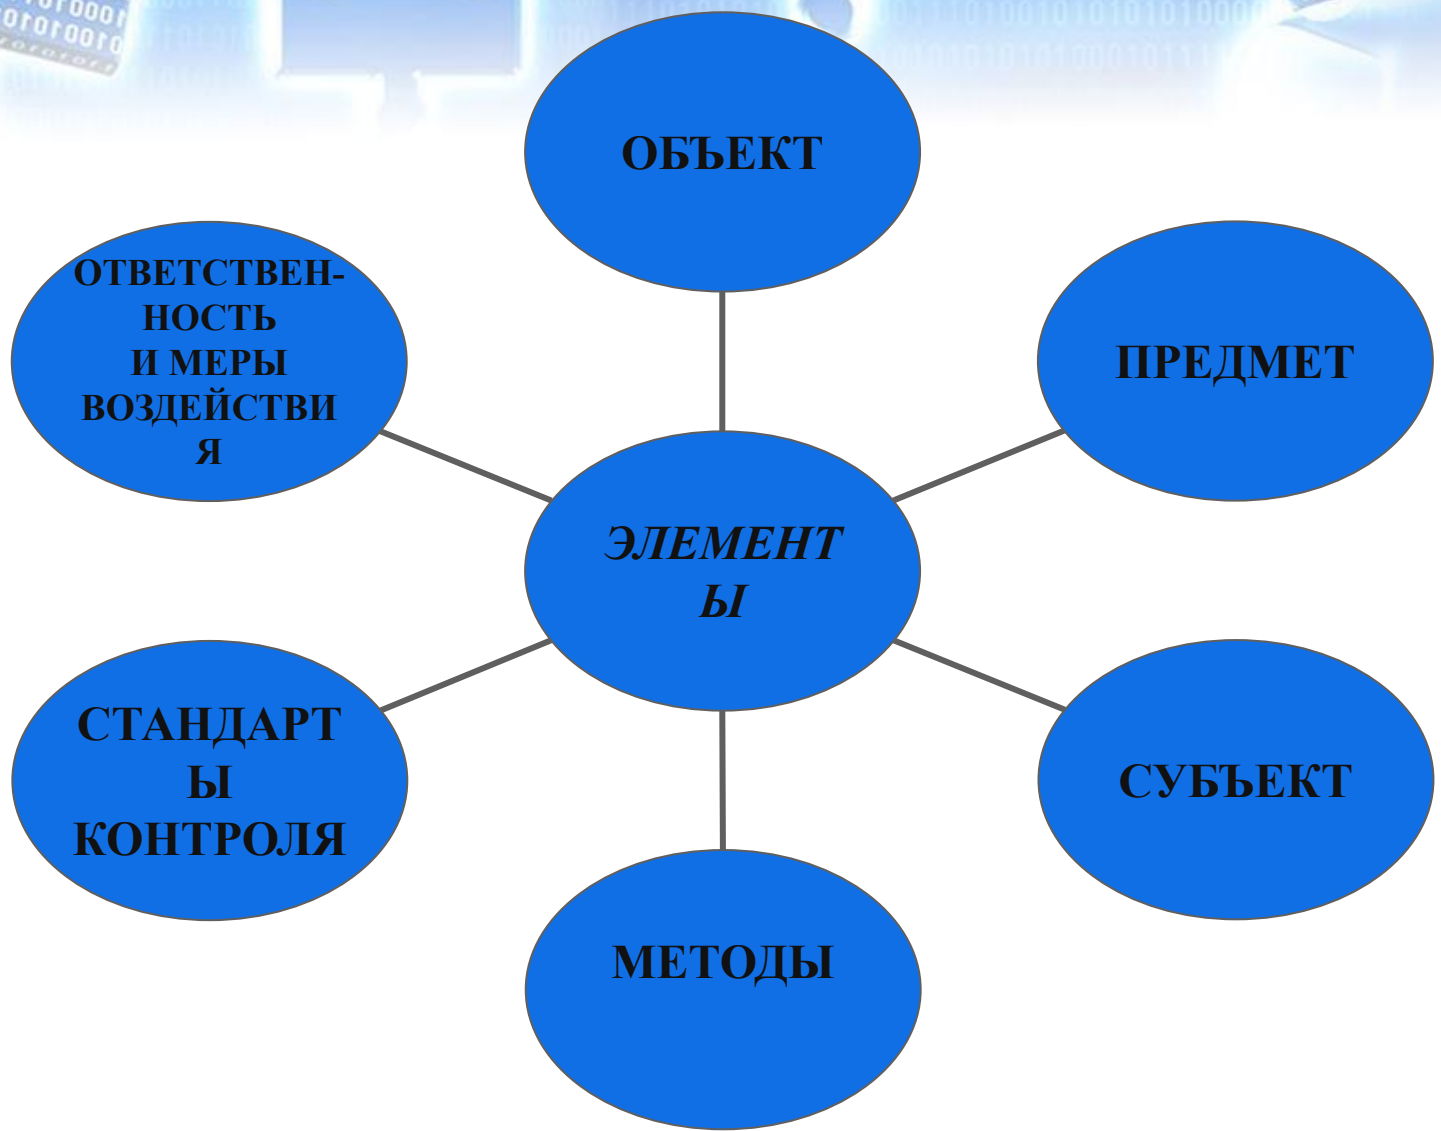 ОБЪЕКТ
ОТВЕТСТВЕН-
НОСТЬ
И МЕРЫ
ВОЗДЕЙСТВИ
Я
ПРЕДМЕТ
ЭЛЕМЕНТ
Ы
СТАНДАРТ
Ы
КОНТРОЛЯ
СУБЪЕКТ
МЕТОДЫ